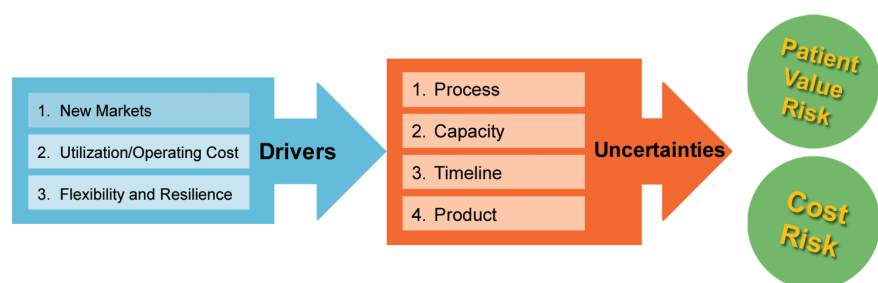 1. New Markets
2. Utilization/Operating Cost
3. Flexibility and Resilience
Drivers
1. Process
2. Capacity
3. Timeline
4. Product
Uncertainties
Patient
Value
Risk
Cost
Risk